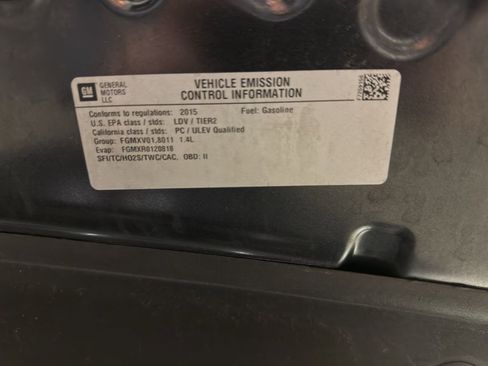 GM
GENERAL MOTORS LLC
VEHICLE EMISSION
CONTROL INFORMATION
Conforms to regulations: 2015 Fuel: Gasoline
U.S. EPA class / stds: LDV / TIER2
California class / stds: PC / ULEV Qualified
Group: FGMXV01.8011 1.4L
Evap: FGMXR0120818
SFI/TC/HO2S/TWC/CAC, OBD: II